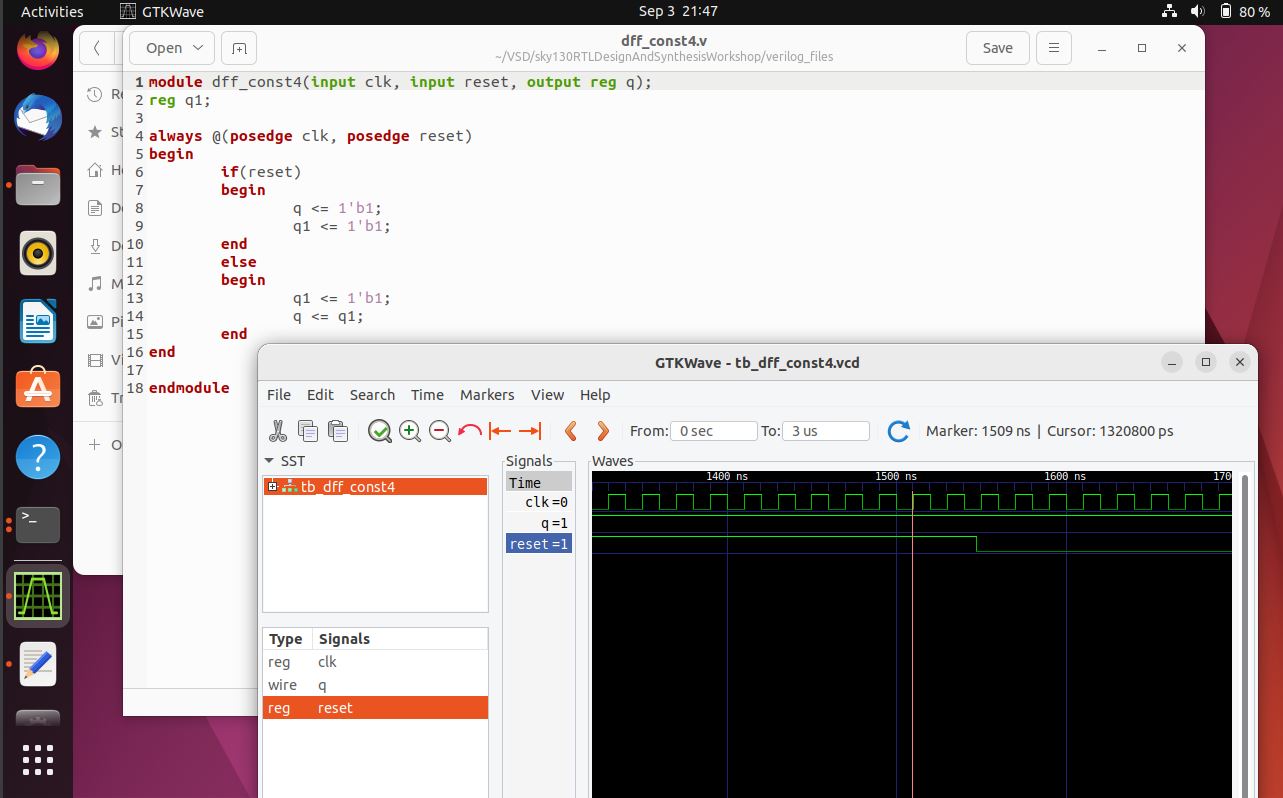 Activities
GTKWave
Sep 3 21:47
80 %
Open
dff_const4.v
~/VSD/sky130RTLDesignAndSynthesisWorkshop/verilog_files
Save
1 module dff_const4(input clk, input reset, output reg q);
2 reg q1;
3
4 always @(posedge clk, posedge reset)
5 begin
6 if(reset)
7 begin
8 q <= 1'b1;
9 q1 <= 1'b1;
10 end
11 else
12 begin
13 q1 <= 1'b1;
14 q <= q1;
15 end
16 end
17
18 endmodule
Re
St
Ho
Do
Do
M
Pi
Vi
Tr
O
GTKWave - tb_dff_const4.vcd
File Edit Search Time Markers View Help
From: 0 sec To: 3 us Marker: 1509 ns | Cursor: 1320800 ps
SST
tb_dff_const4
Type Signals
reg clk
wire q
reg reset
Signals
Time
clk=0
q=1
reset=1
Waves
1400 ns 1500 ns 1600 ns 170